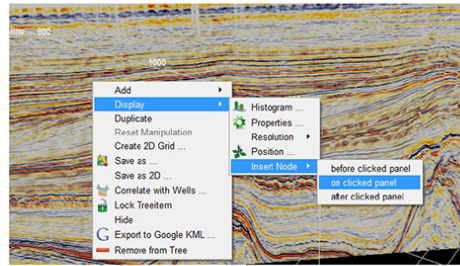 800
1000
Add
Display
Duplicate
Reset Manipulation
Create 2D Grid ...
Save as ...
Save as 2D ...
Correlate with Wells ...
Lock Treeitem
Hide
Export to Google KML ...
Remove from Tree
Histogram ...
Properties ...
Resolution
Position ...
Insert Node
before clicked panel
on clicked panel
after clicked panel